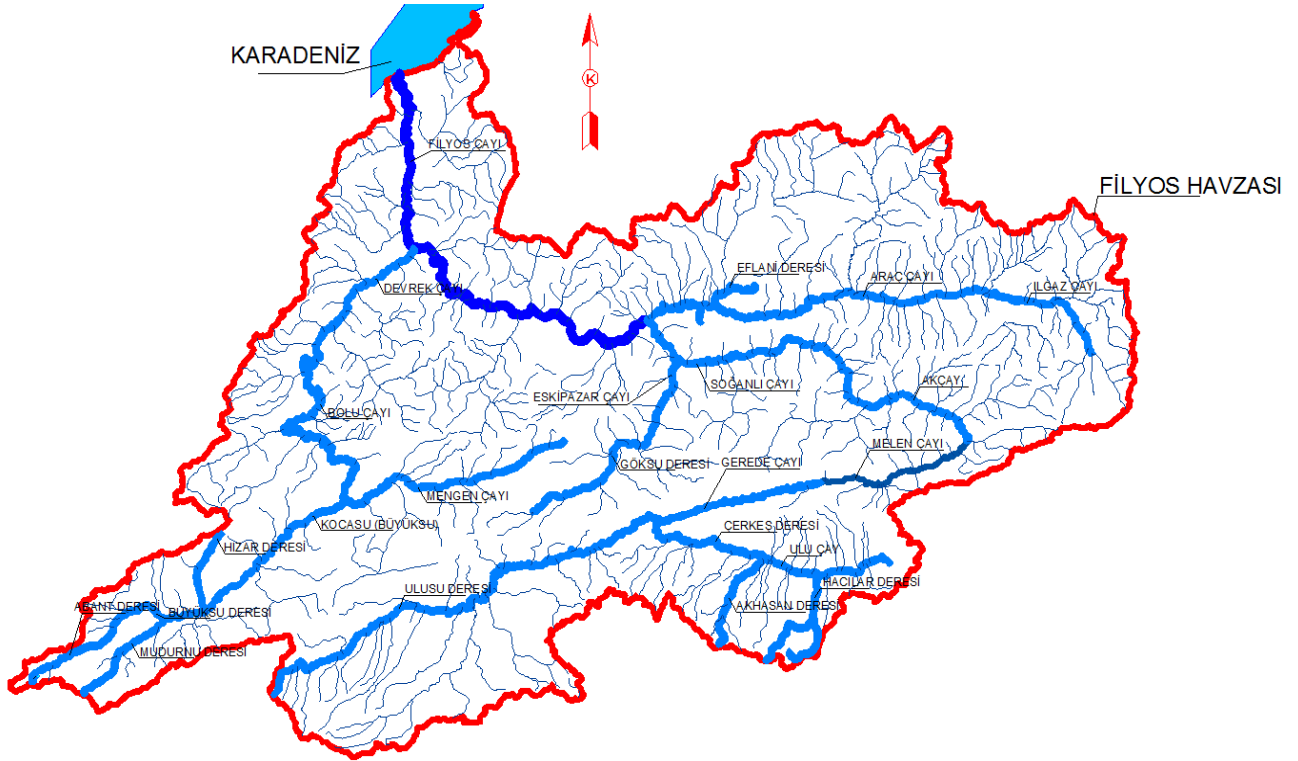 KARADENİZ
K
FİLYOS ÇAYI
FİLYOS HAVZASI
EFLANİ DERESİ
ARAÇ ÇAYI
ILGAZ ÇAYI
DEVREK ÇAYI
SOĞANLI ÇAYI
AKÇAY
ESKİPAZAR ÇAYI
BOLU ÇAYI
MELEN ÇAYI
GÖKSU DERESİ
GEREDE ÇAYI
MENGEN ÇAYI
KOCASU (BÜYÜKSU)
ÇERKEŞ DERESİ
HIZAR DERESİ
ULU ÇAY
HACILAR DERESİ
ULUSU DERESİ
ABANT DERESİ
BÜYÜKSU DERESİ
AKHASAN DERESİ
MUDURNU DERESİ